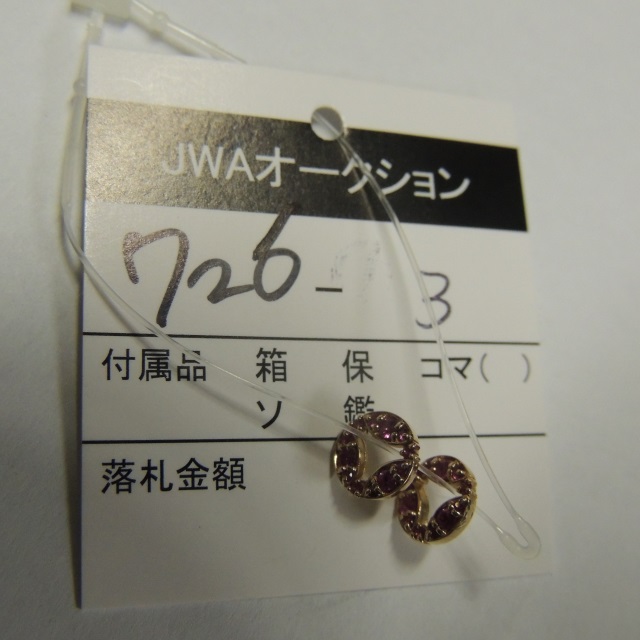 JWAオークション
726-3
付属品 箱 保 コマ( )
ソ 鑑
落札金額